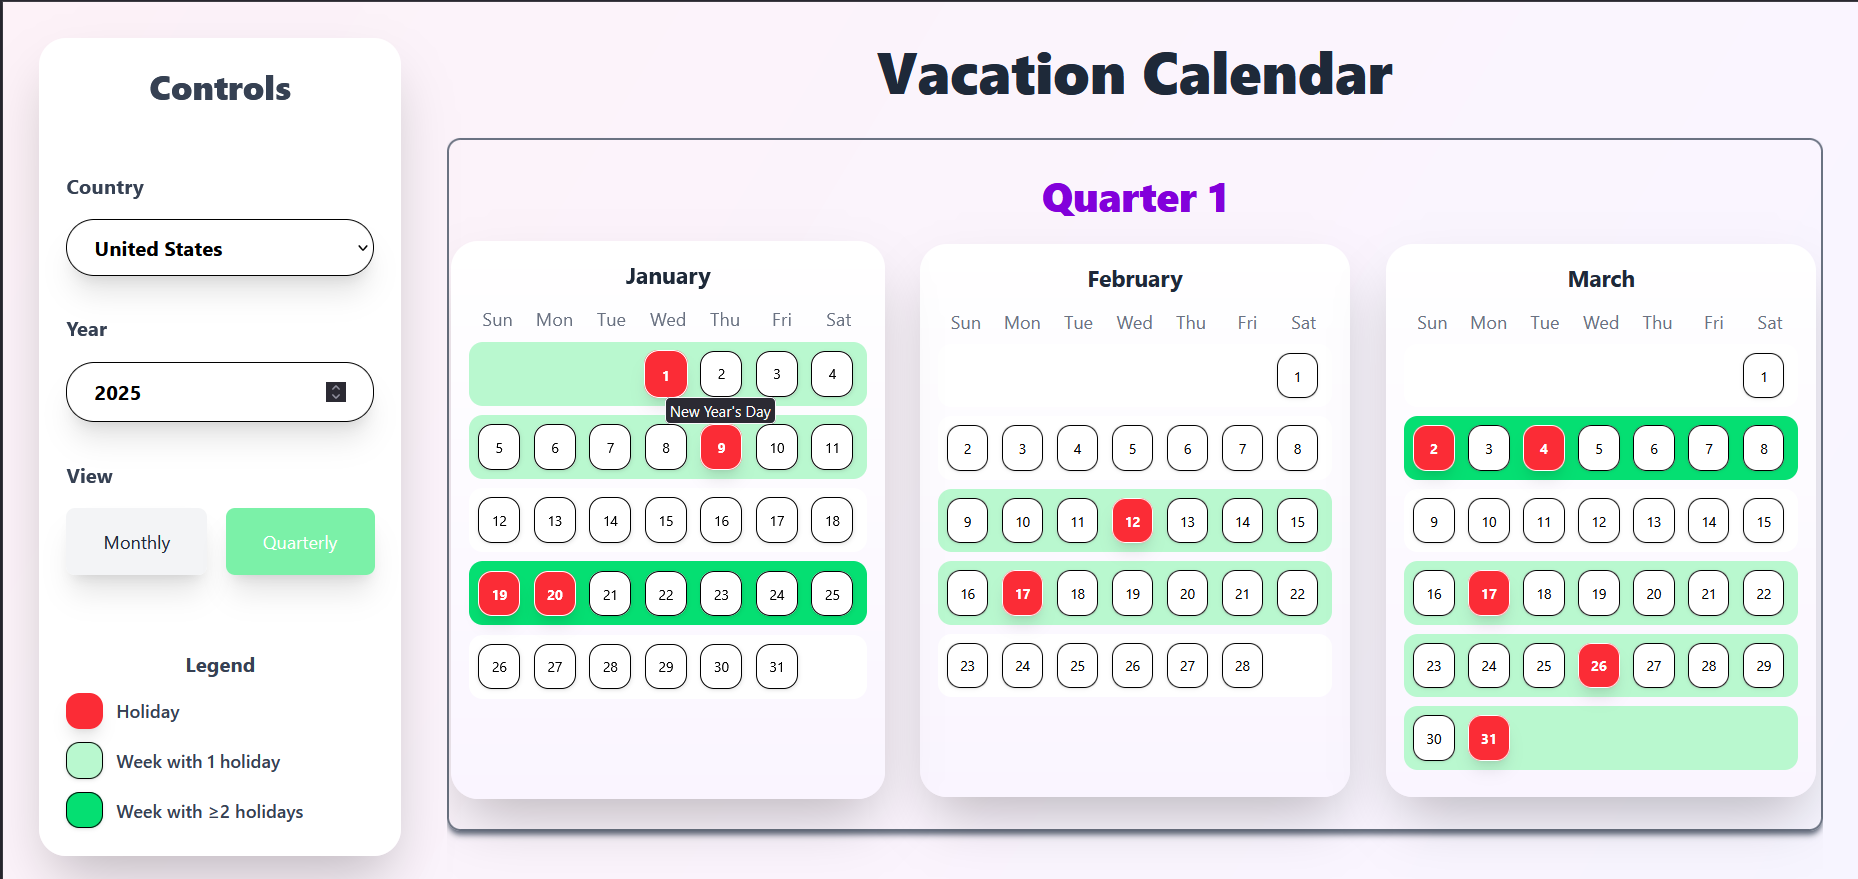 Controls
Country
United States
Year
2025
View
Monthly Quarterly
Legend
Holiday
Week with 1 holiday
Week with ≥2 holidays
Vacation Calendar
Quarter 1
January
Sun Mon Tue Wed Thu Fri Sat
1 2 3 4
New Year's Day
5 6 7 8 9 10 11
12 13 14 15 16 17 18
19 20 21 22 23 24 25
26 27 28 29 30 31
February
Sun Mon Tue Wed Thu Fri Sat
1
2 3 4 5 6 7 8
9 10 11 12 13 14 15
16 17 18 19 20 21 22
23 24 25 26 27 28
March
Sun Mon Tue Wed Thu Fri Sat
1
2 3 4 5 6 7 8
9 10 11 12 13 14 15
16 17 18 19 20 21 22
23 24 25 26 27 28 29
30 31